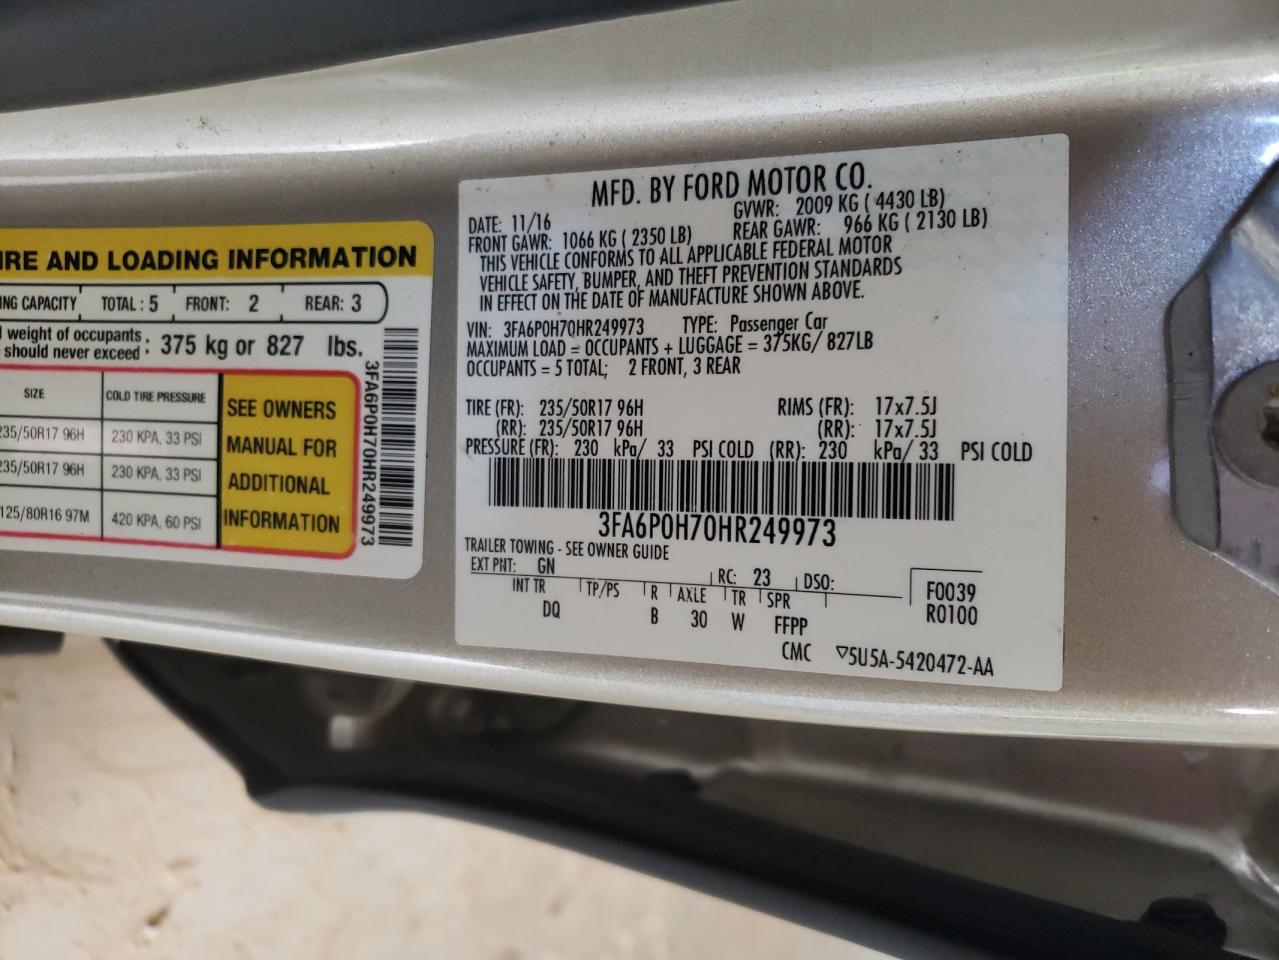 IRE AND LOADING INFORMATION
NG CAPACITY TOTAL : 5 FRONT: 2 REAR: 3
weight of occupants
should never exceed : 375 kg or 827 lbs.
SIZE COLD TIRE PRESSURE
235/50R17 96H 230 KPA, 33 PSI
235/50R17 96H 230 KPA, 33 PSI
125/80R16 97M 420 KPA, 60 PSI
SEE OWNERS
MANUAL FOR
ADDITIONAL
INFORMATION
3FA6P0H70HR249973
MFD. BY FORD MOTOR CO.
DATE: 11/16 GVWR: 2009 KG ( 4430 LB)
FRONT GAWR: 1066 KG ( 2350 LB) REAR GAWR: 966 KG ( 2130 LB)
THIS VEHICLE CONFORMS TO ALL APPLICABLE FEDERAL MOTOR
VEHICLE SAFETY, BUMPER, AND THEFT PREVENTION STANDARDS
IN EFFECT ON THE DATE OF MANUFACTURE SHOWN ABOVE.
VIN: 3FA6P0H70HR249973 TYPE: Passenger Car
MAXIMUM LOAD = OCCUPANTS + LUGGAGE = 375KG/ 827LB
OCCUPANTS = 5 TOTAL; 2 FRONT, 3 REAR
TIRE (FR): 235/50R17 96H RIMS (FR): 17x7.5J
(RR): 235/50R17 96H (RR): 17x7.5J
PRESSURE (FR): 230 kPa/ 33 PSI COLD (RR): 230 kPa/ 33 PSI COLD
3FA6P0H70HR249973
TRAILER TOWING - SEE OWNER GUIDE
EXT PNT: GN RC: 23 DSO:
INT TR TP/PS R AXLE TR SPR
DQ B 30 W FFPP
F0039
R0100
CMC ▽5U5A-5420472-AA